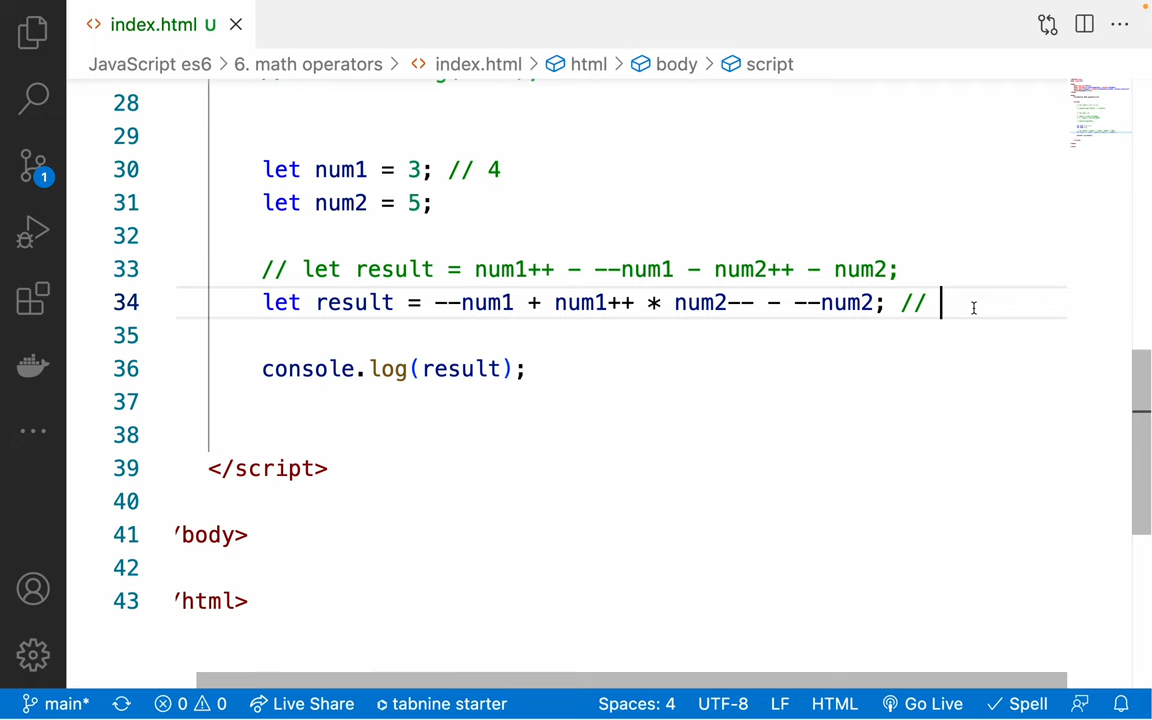 index.html U
JavaScript es6 > 6. math operators > index.html > html > body > script
28
29
30 let num1 = 3; // 4
31 let num2 = 5;
32
33 // let result = num1++ - --num1 - num2++ - num2;
34 let result = --num1 + num1++ * num2-- - --num2; //
35
36 console.log(result);
37
38
39 </script>
40
41 /body>
42
43 /html>
1
main* 0 0 Live Share tabnine starter Spaces: 4 UTF-8 LF HTML Go Live Spell